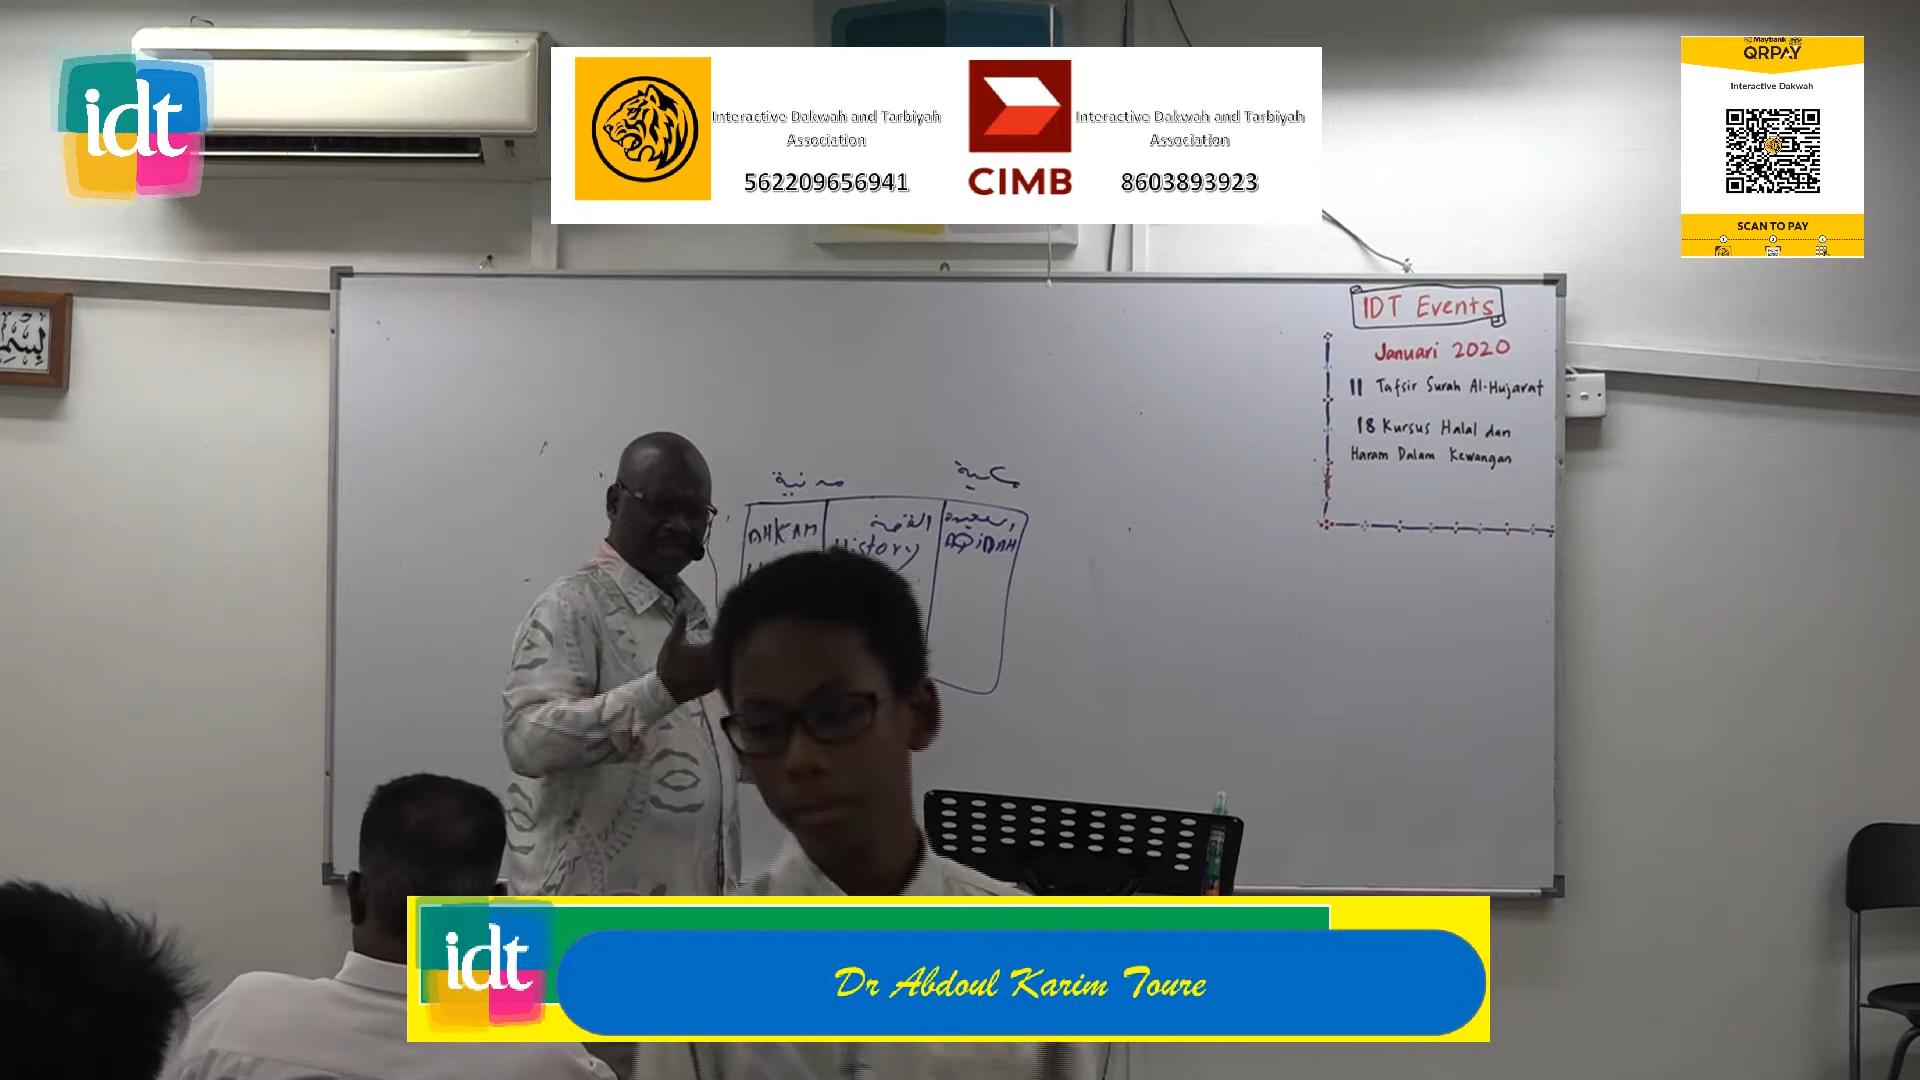 idt
Interactive Dakwah and Tarbiyah
Association
562209656941
CIMB
Interactive Dakwah and Tarbiyah
Association
8603893923
Maybank
QRPAY
Interactive Dakwah
SCAN TO PAY
IDT Events
Januari 2020
11 Tafsir Surah Al-Hujarat
18 Kursus Halal dan
Haram Dalam Kewangan
مكية
مدنية
AHKAM
القصة
History
AQIDAH
idt
Dr Abdoul Karim Toure